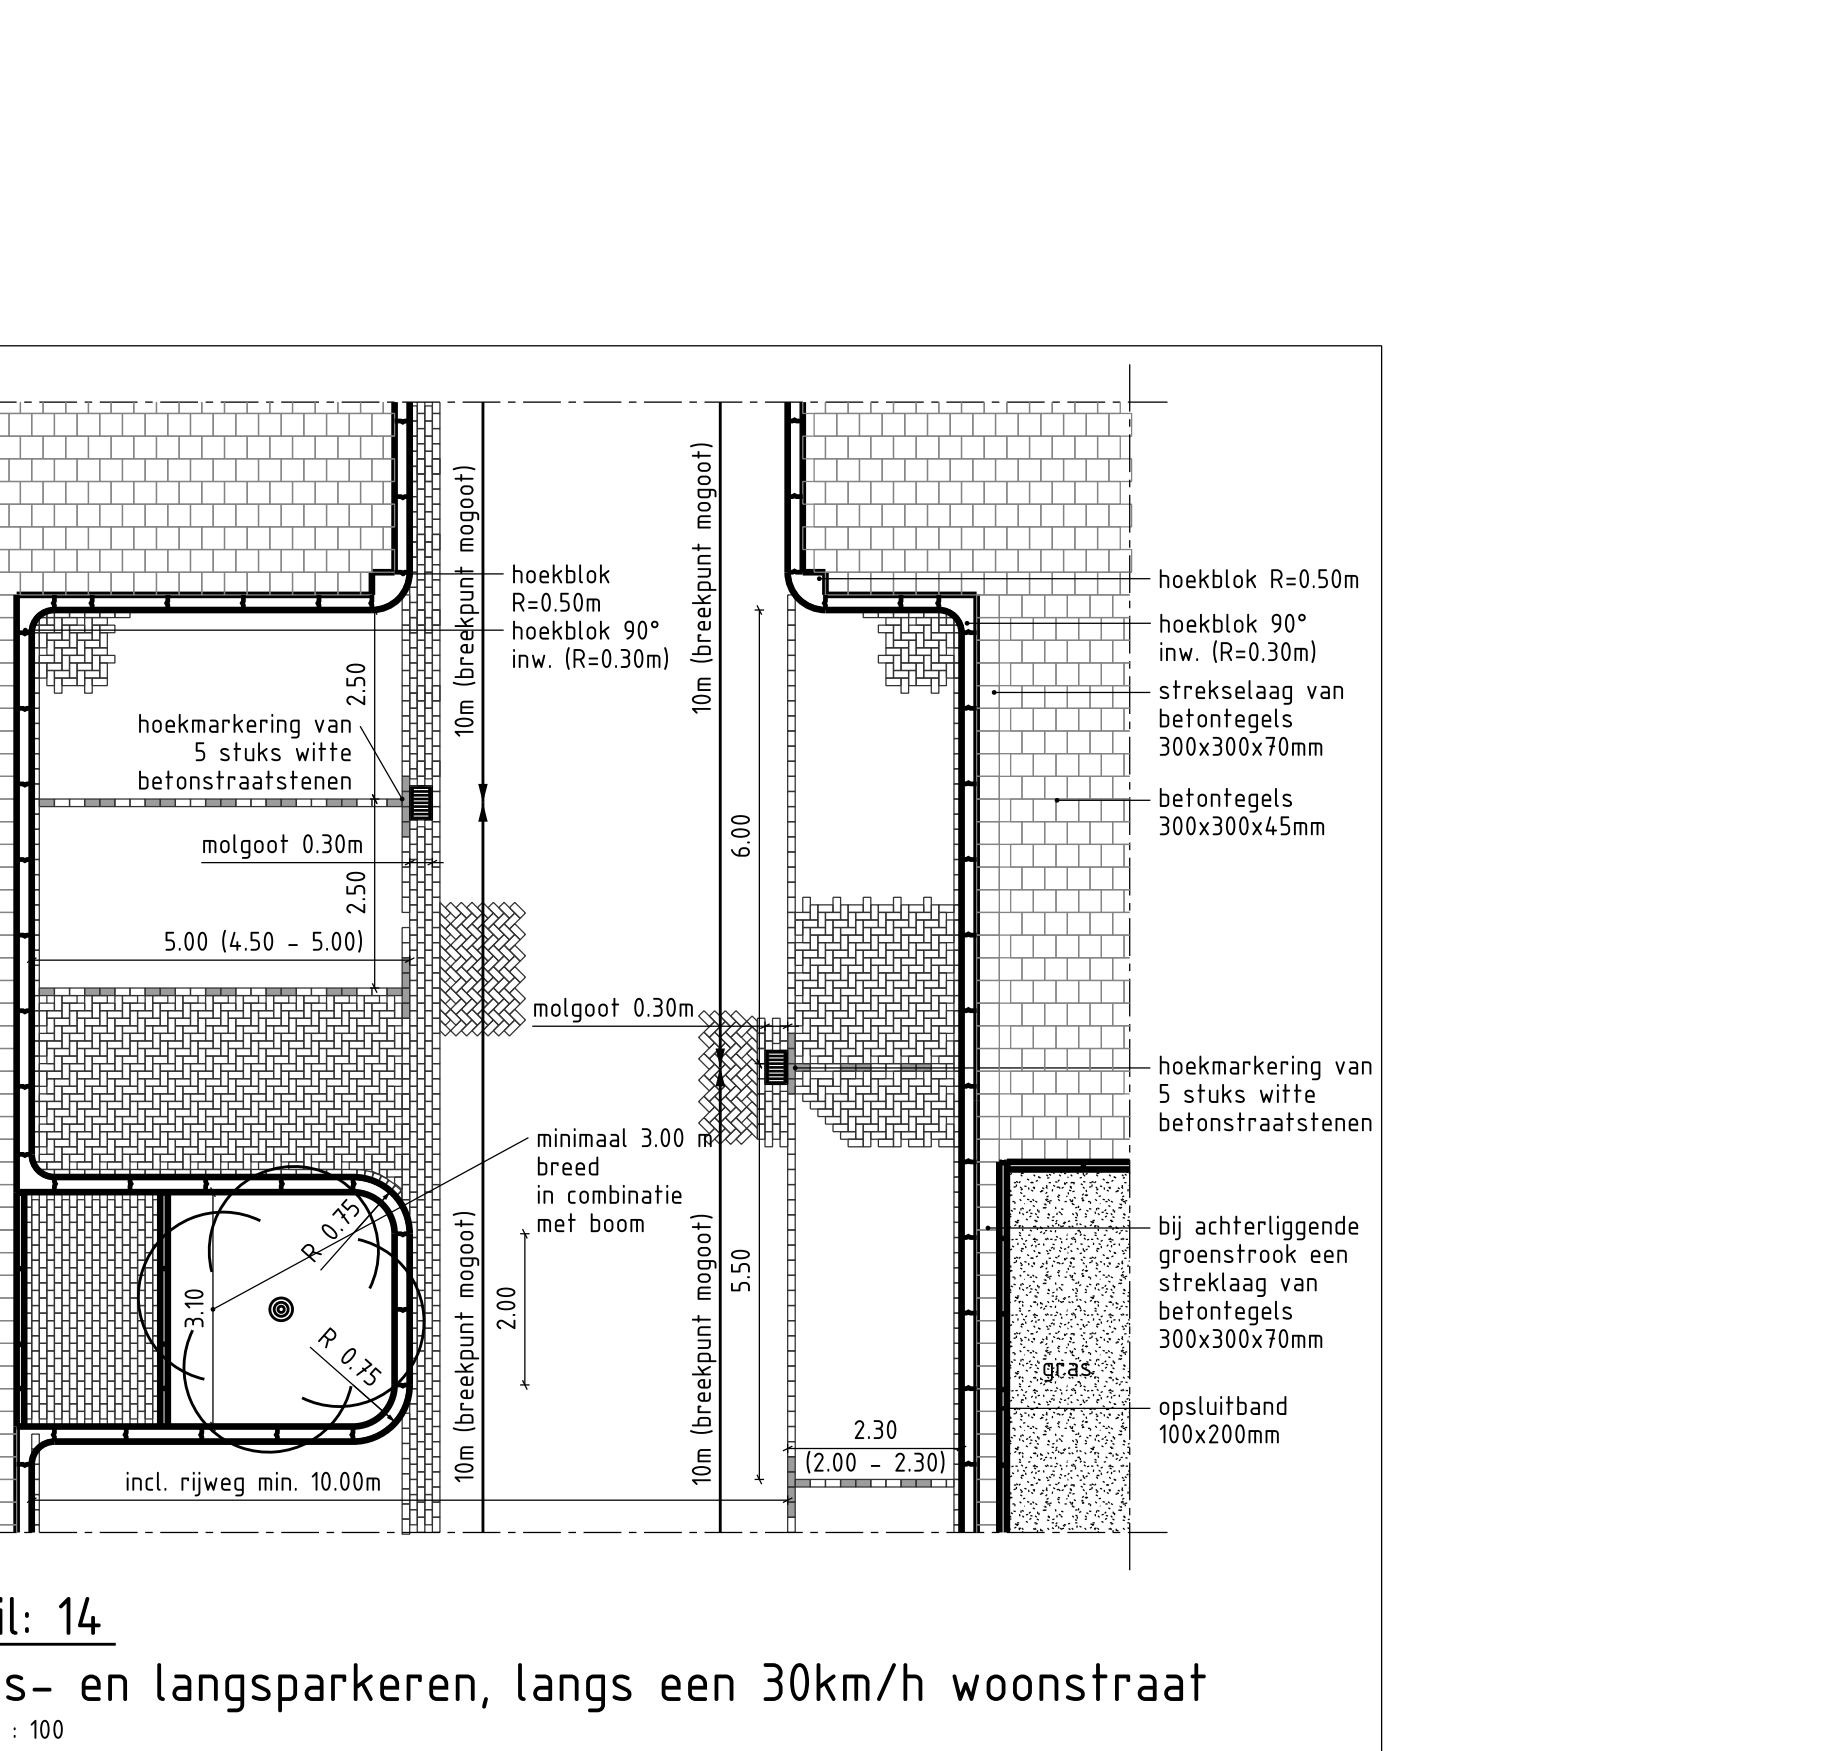 10m (breekpunt mogoot)
10m (breekpunt mogoot)
hoekblok
R=0.50m
hoekblok 90°
inw. (R=0.30m)
hoekblok R=0.50m
hoekblok 90°
inw. (R=0.30m)
strekselaag van
betontegels
300x300x70mm
2.50
hoekmarkering van
5 stuks witte
betonstraatstenen
betontegels
300x300x45mm
molgoot 0.30m
6.00
2.50
5.00 (4.50 - 5.00)
molgoot 0.30m
hoekmarkering van
5 stuks witte
betonstraatstenen
minimaal 3.00 m
breed
in combinatie
met boom
R 0.75
3.10
R 0.75
2.00
10m (breekpunt mogoot)
10m (breekpunt mogoot)
5.50
bij achterliggende
groenstrook een
streklaag van
betontegels
300x300x70mm
gras
opsluitband
100x200mm
2.30
(2.00 - 2.30)
incl. rijweg min. 10.00m
il: 14
s- en langsparkeren, langs een 30km/h woonstraat
: 100